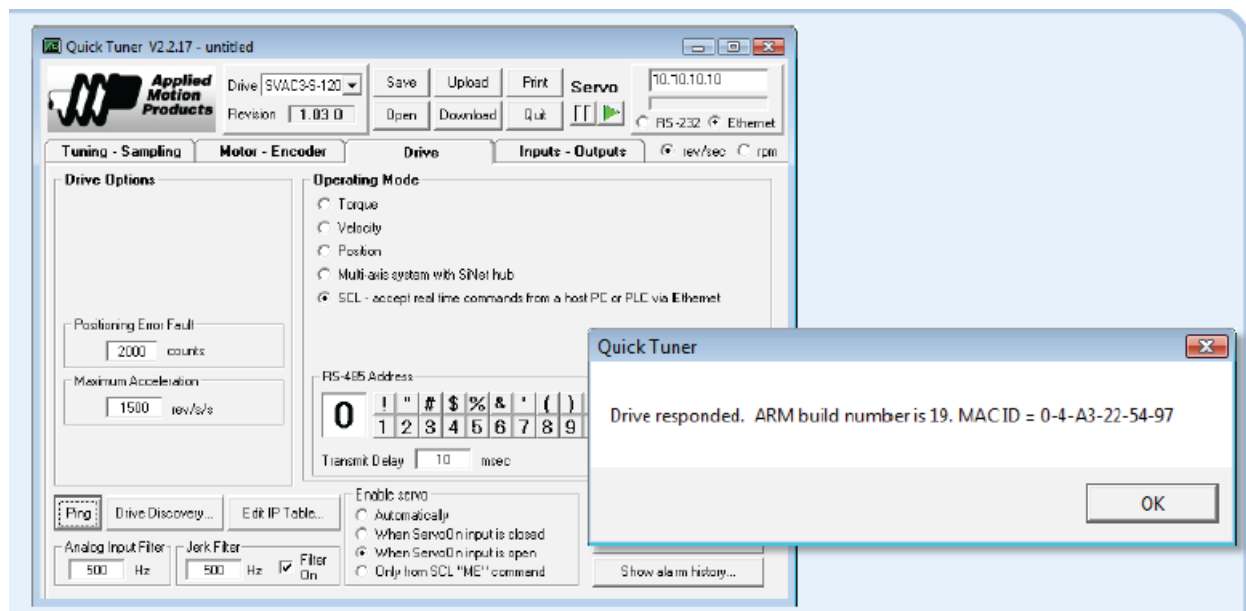 Quick Tuner V2.2.17 - untitled
Applied Motion Products
Drive SVAC3-S-120
Save Upload Print Servo
10.10.10.10
Revision 1.03 0
Open Download Quit
RS-232 Ethernet
Tuning - Sampling Motor - Encoder Drive Inputs - Outputs rev/sec rpm
Drive Options
Operating Mode
Torque
Velocity
Position
Multi-axis system with SiNet hub
SCL - accept real time commands from a host PC or PLC via Ethernet
Positioning Error Fault
2000 counts
Maximum Acceleration
1500 rev/s/s
RS-485 Address
0
! " # $ % & ' ( )
1 2 3 4 5 6 7 8 9
Transmit Delay 10 msec
Ping Drive Discovery... Edit IP Table...
Enable servo
Automatically
When ServoOn input is closed
When ServoOn input is open
Only from SCL "ME" command
Analog Input Filter
500 Hz
Jerk Filter
500 Hz
Filter On
Show alarm history...
Quick Tuner
Drive responded. ARM build number is 19. MAC ID = 0-4-A3-22-54-97
OK